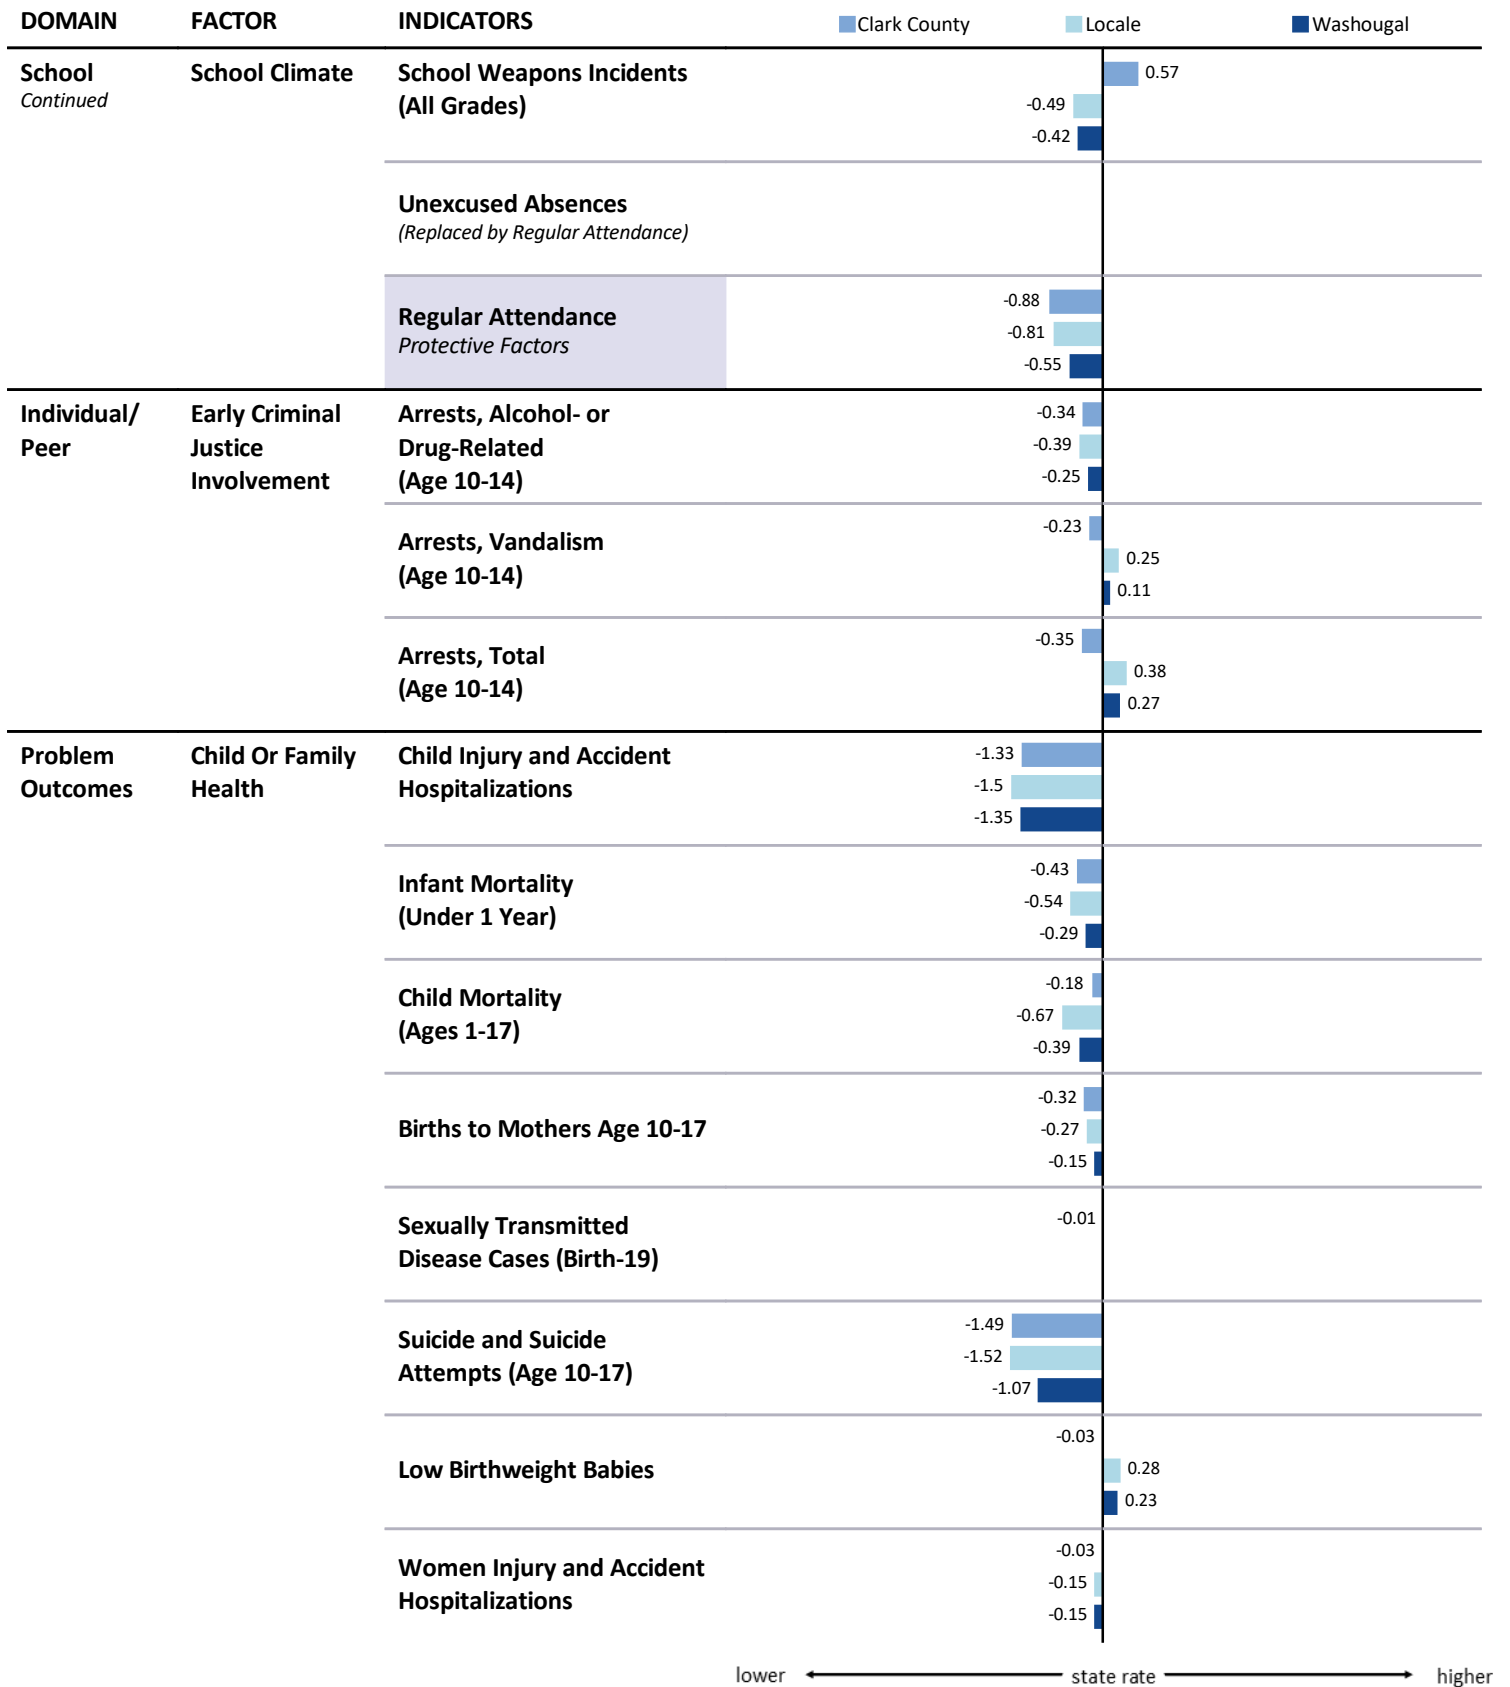 DOMAIN FACTOR INDICATORS Clark County Locale Washougal
School School Climate School Weapons Incidents 0.57
Continued
(All Grades) -0.49
-0.42
Unexcused Absences
(Replaced by Regular Attendance)
-0.88
Regular Attendance -0.81
Protective Factors
-0.55
Individual/ Early Criminal Arrests, Alcohol- or -0.34
Peer Justice Drug-Related -0.39
Involvement (Age 10-14) -0.25
-0.23
Arrests, Vandalism 0.25
(Age 10-14) 0.11
-0.35
Arrests, Total 0.38
(Age 10-14) 0.27
Problem Child Or Family Child Injury and Accident -1.33
Outcomes Health Hospitalizations -1.5
-1.35
-0.43
Infant Mortality -0.54
(Under 1 Year) -0.29
-0.18
Child Mortality -0.67
(Ages 1-17) -0.39
-0.32
Births to Mothers Age 10-17 -0.27
-0.15
Sexually Transmitted -0.01
Disease Cases (Birth-19)
-1.49
Suicide and Suicide -1.52
Attempts (Age 10-17) -1.07
-0.03
Low Birthweight Babies 0.28
0.23
-0.03
Women Injury and Accident -0.15
Hospitalizations -0.15
lower state rate higher